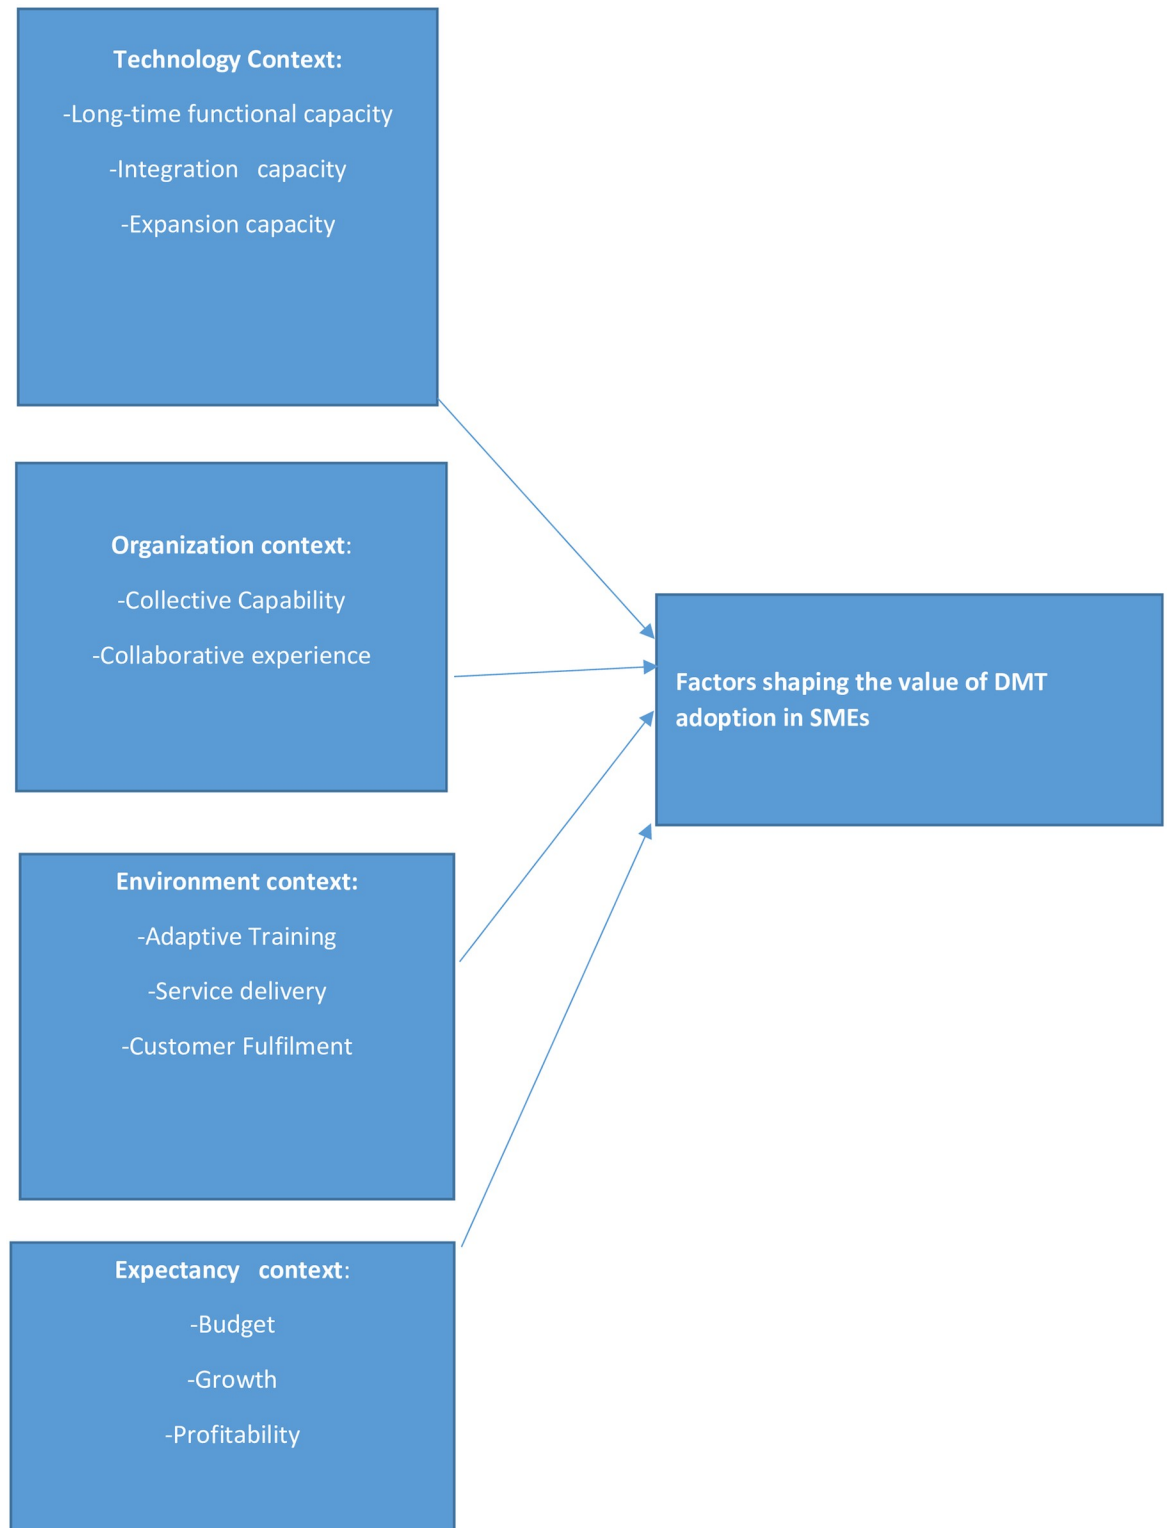 Technology Context:
-Long-time functional capacity
-Integration   capacity
-Expansion capacity
Organization context:
-Collective Capability
-Collaborative experience
Factors shaping the value of DMT
adoption in SMEs
Environment context:
-Adaptive Training
-Service delivery
-Customer Fulfilment
Expectancy   context:
-Budget
-Growth
-Profitability